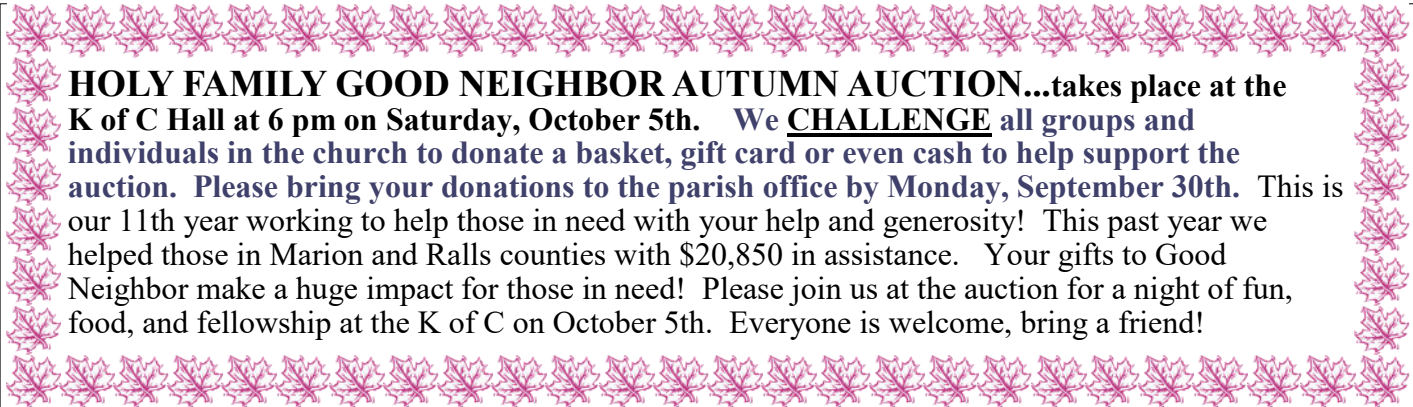 HOLY FAMILY GOOD NEIGHBOR AUTUMN AUCTION...takes place at the
K of C Hall at 6 pm on Saturday, October 5th. We CHALLENGE all groups and
individuals in the church to donate a basket, gift card or even cash to help support the
auction. Please bring your donations to the parish office by Monday, September 30th. This is
our 11th year working to help those in need with your help and generosity! This past year we
helped those in Marion and Ralls counties with $20,850 in assistance. Your gifts to Good
Neighbor make a huge impact for those in need! Please join us at the auction for a night of fun,
food, and fellowship at the K of C on October 5th. Everyone is welcome, bring a friend!